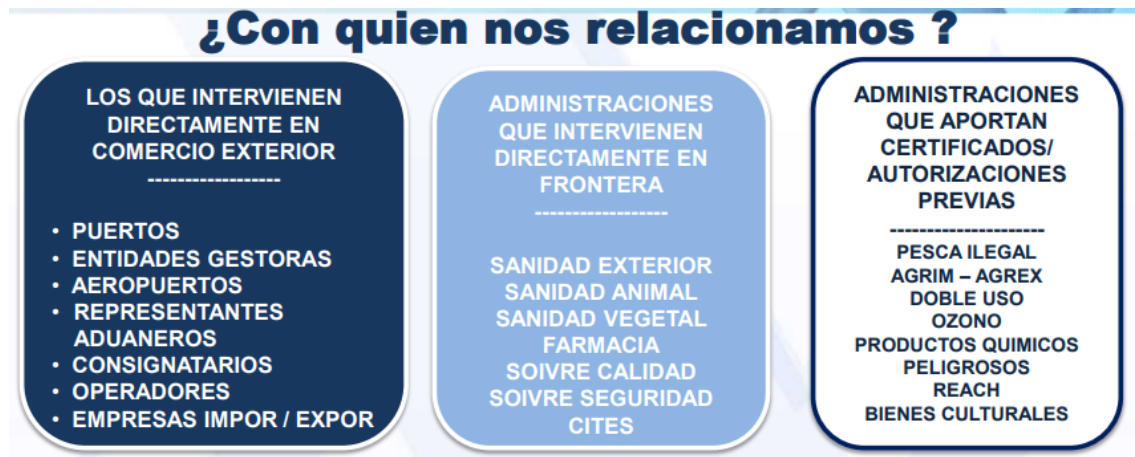 ¿Con quien nos relacionamos ?
LOS QUE INTERVIENEN
DIRECTAMENTE EN
COMERCIO EXTERIOR
------------------
• PUERTOS
• ENTIDADES GESTORAS
• AEROPUERTOS
• REPRESENTANTES
ADUANEROS
• CONSIGNATARIOS
• OPERADORES
• EMPRESAS IMPOR / EXPOR
ADMINISTRACIONES
QUE INTERVIENEN
DIRECTAMENTE EN
FRONTERA
------------------
SANIDAD EXTERIOR
SANIDAD ANIMAL
SANIDAD VEGETAL
FARMACIA
SOIVRE CALIDAD
SOIVRE SEGURIDAD
CITES
ADMINISTRACIONES
QUE APORTAN
CERTIFICADOS/
AUTORIZACIONES
PREVIAS
---------------------
PESCA ILEGAL
AGRIM – AGREX
DOBLE USO
OZONO
PRODUCTOS QUIMICOS
PELIGROSOS
REACH
BIENES CULTURALES